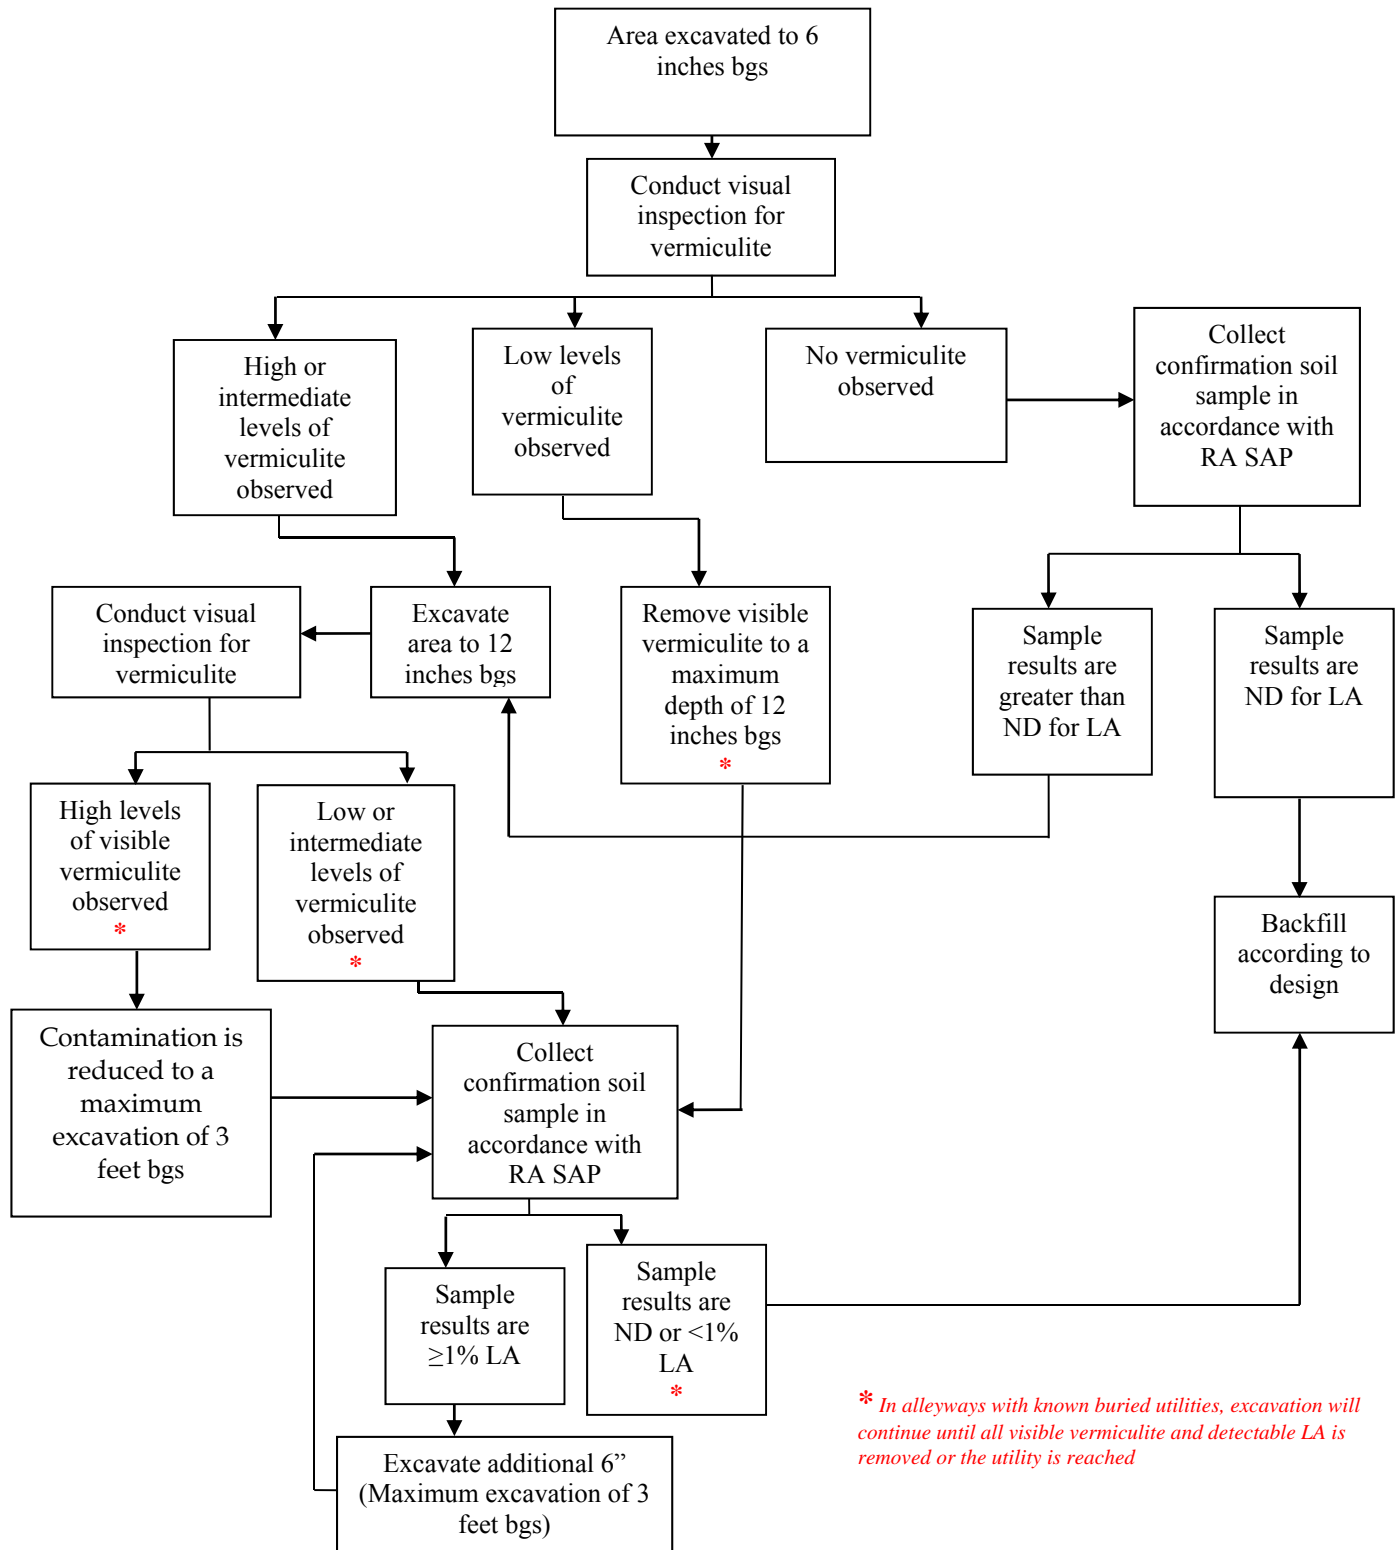 Area excavated to 6
inches bgs
Conduct visual
inspection for
vermiculite
High or
intermediate
levels of
vermiculite
observed
Low levels
of
vermiculite
observed
No vermiculite
observed
Collect
confirmation soil
sample in
accordance with
RA SAP
Conduct visual
inspection for
vermiculite
Excavate
area to 12
inches bgs
Remove visible
vermiculite to a
maximum
depth of 12
inches bgs
*
Sample
results are
greater than
ND for LA
Sample
results are
ND for LA
High levels
of visible
vermiculite
observed
*
Low or
intermediate
levels of
vermiculite
observed
*
Backfill
according to
design
Contamination is
reduced to a
maximum
excavation of 3
feet bgs
Collect
confirmation soil
sample in
accordance with
RA SAP
Sample
results are
≥1% LA
Sample
results are
ND or <1%
LA
*
Excavate additional 6”
(Maximum excavation of 3
feet bgs)
* In alleyways with known buried utilities, excavation will
continue until all visible vermiculite and detectable LA is
removed or the utility is reached